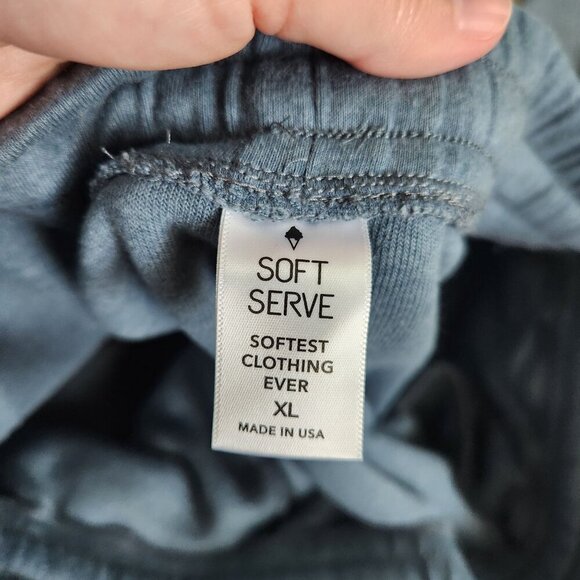 SOFT
SERVE
SOFTEST
CLOTHING
EVER
XL
MADE IN USA